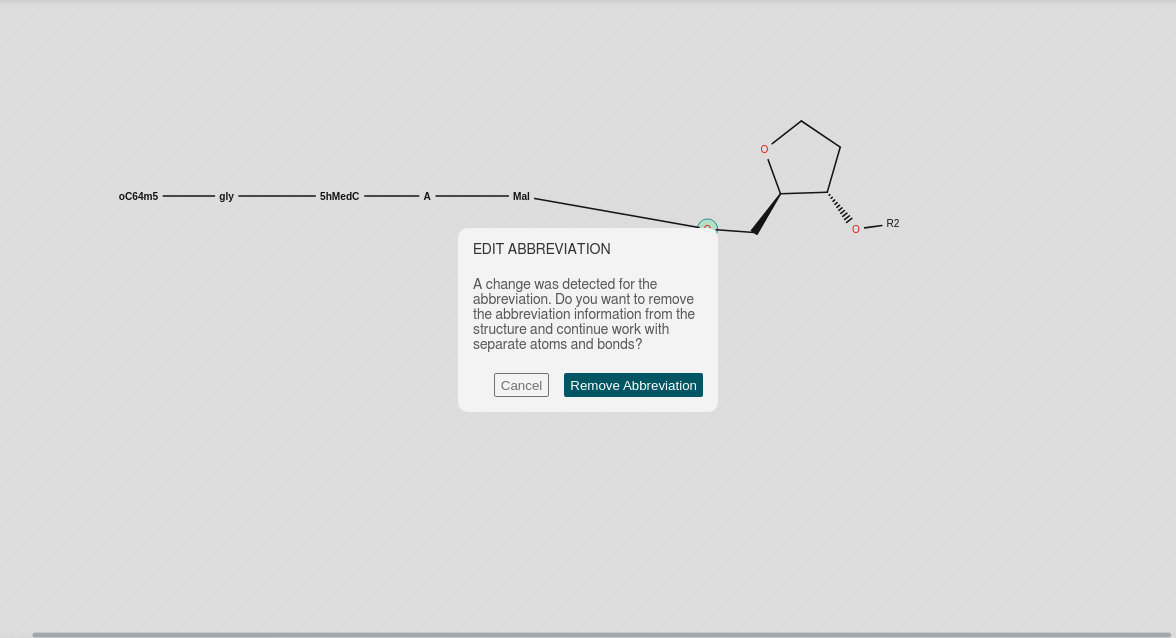 O
oC64m5 gly 5hMedC A Mal
O R2
EDIT ABBREVIATION
A change was detected for the
abbreviation. Do you want to remove
the abbreviation information from the
structure and continue work with
separate atoms and bonds?
Cancel Remove Abbreviation